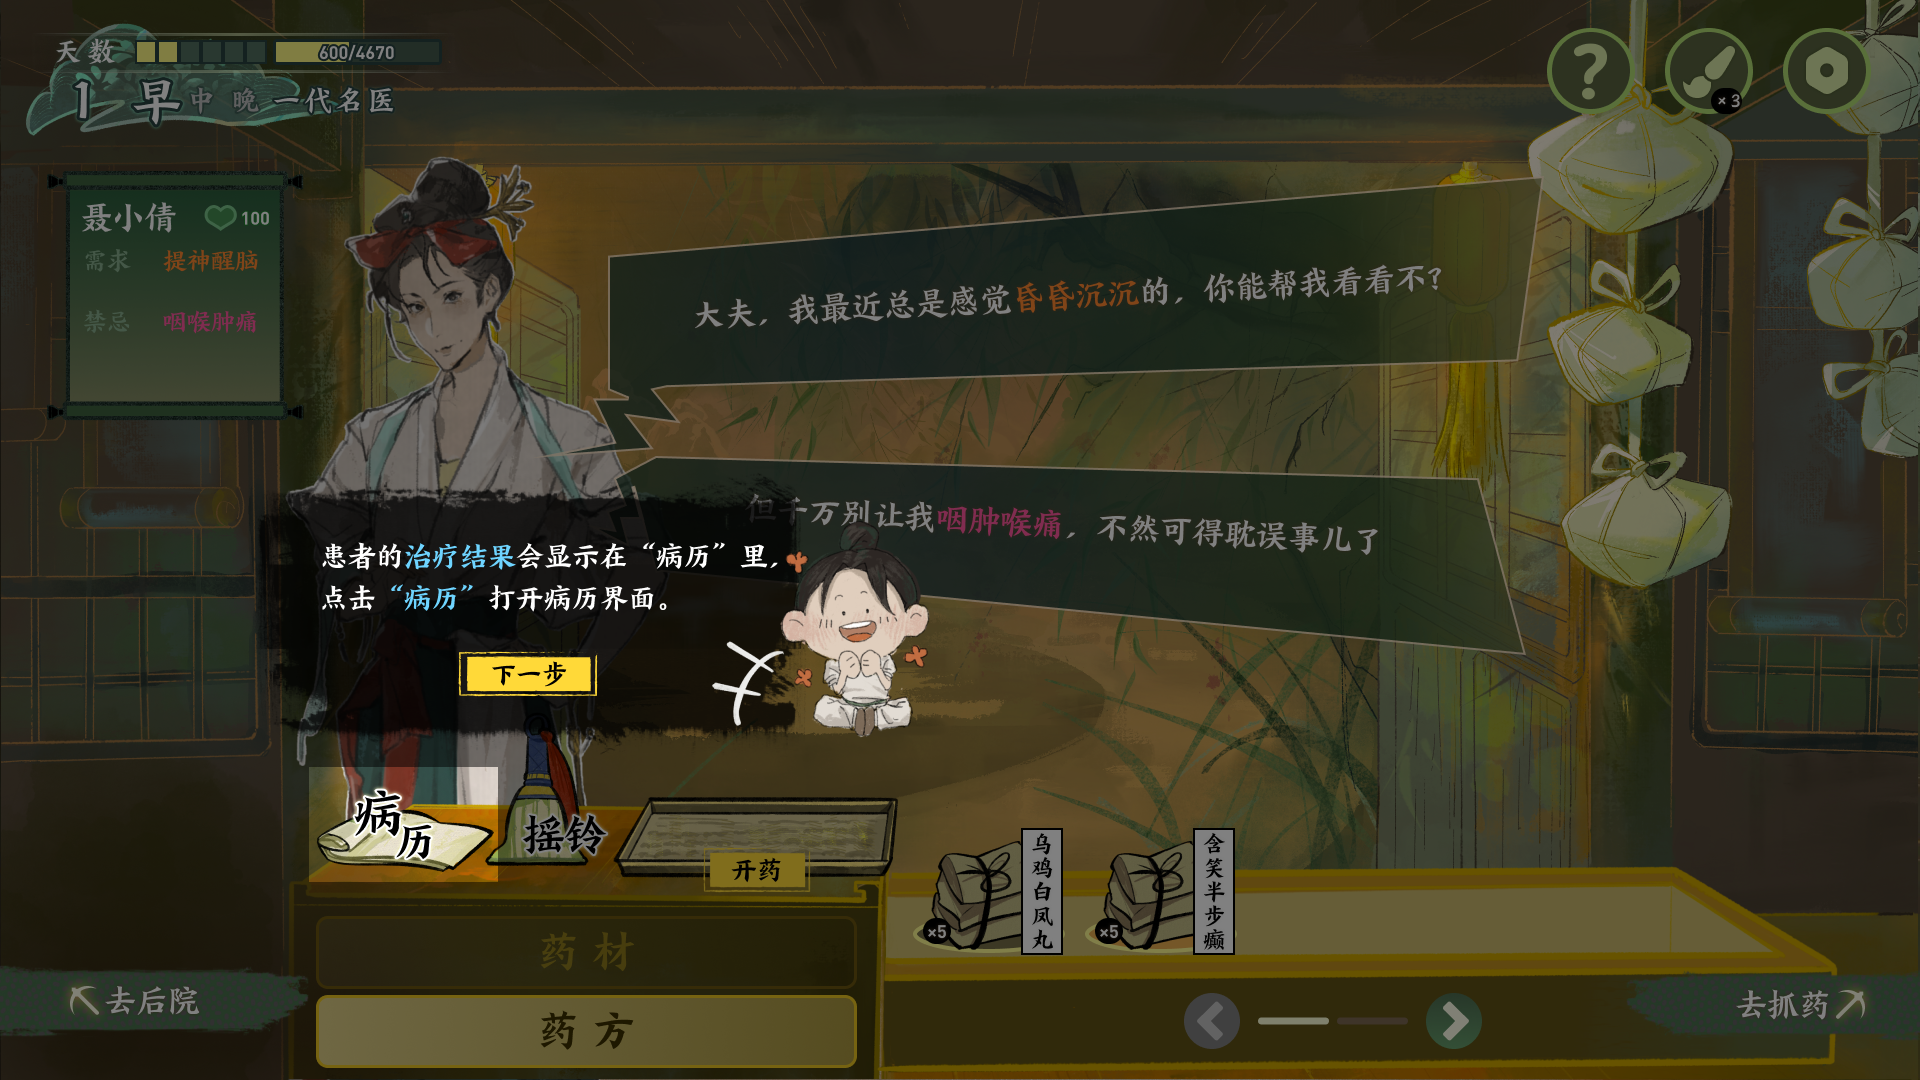 天数
600/4670
1 早 中 晚 一代名医
×3
聂小倩 100
需求 提神醒脑
禁忌 咽喉肿痛
大夫，我最近总是感觉昏昏沉沉的，你能帮我看看不？
但千万别让我咽肿喉痛，不然可得耽误事儿了
患者的治疗结果会显示在“病历”里，
点击“病历”打开病历界面。
下一步
病历
摇铃
开药
×5
乌鸡白凤丸
×5
含笑半步癫
药材
药方
去后院
去抓药